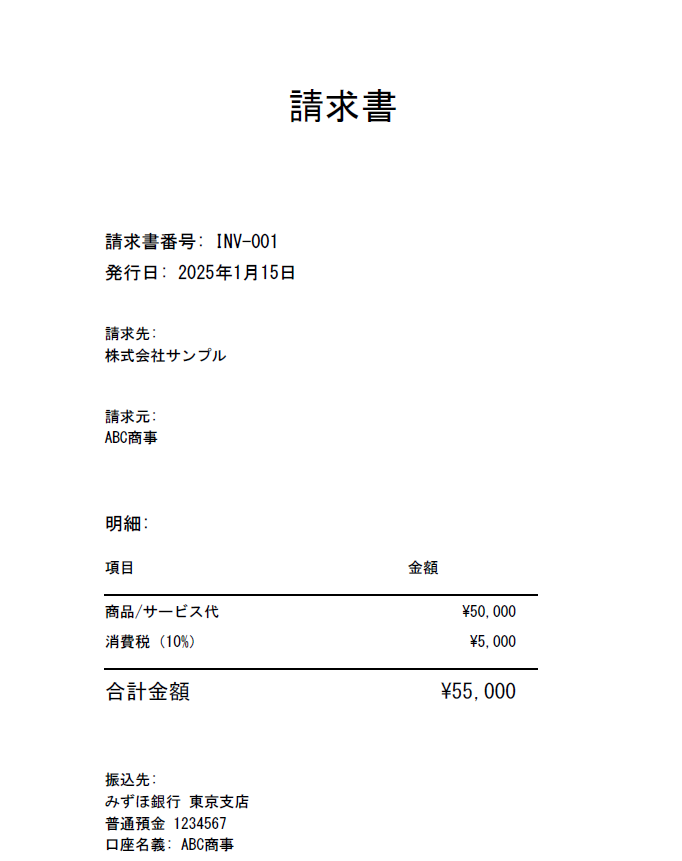 請求書
請求書番号: INV-001
発行日: 2025年1月15日
請求先:
株式会社サンプル
請求元:
ABC商事
明細:
項目 金額
商品/サービス代 ¥50,000
消費税 (10%) ¥5,000
合計金額 ¥55,000
振込先:
みずほ銀行 東京支店
普通預金 1234567
口座名義: ABC商事